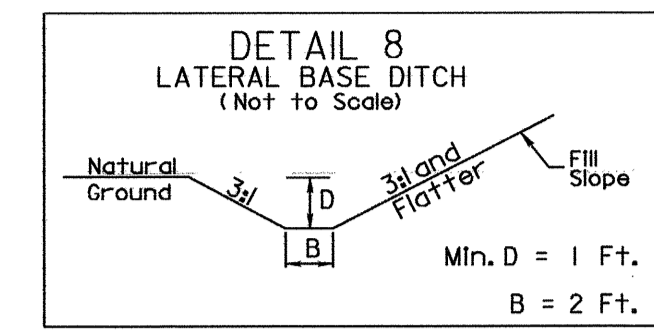 DETAIL 8
LATERAL BASE DITCH
(Not to Scale)
Natural
Ground
3:1
D
B
3:1 and
Flatter
Fill
Slope
Min. D = 1 Ft.
B = 2 Ft.